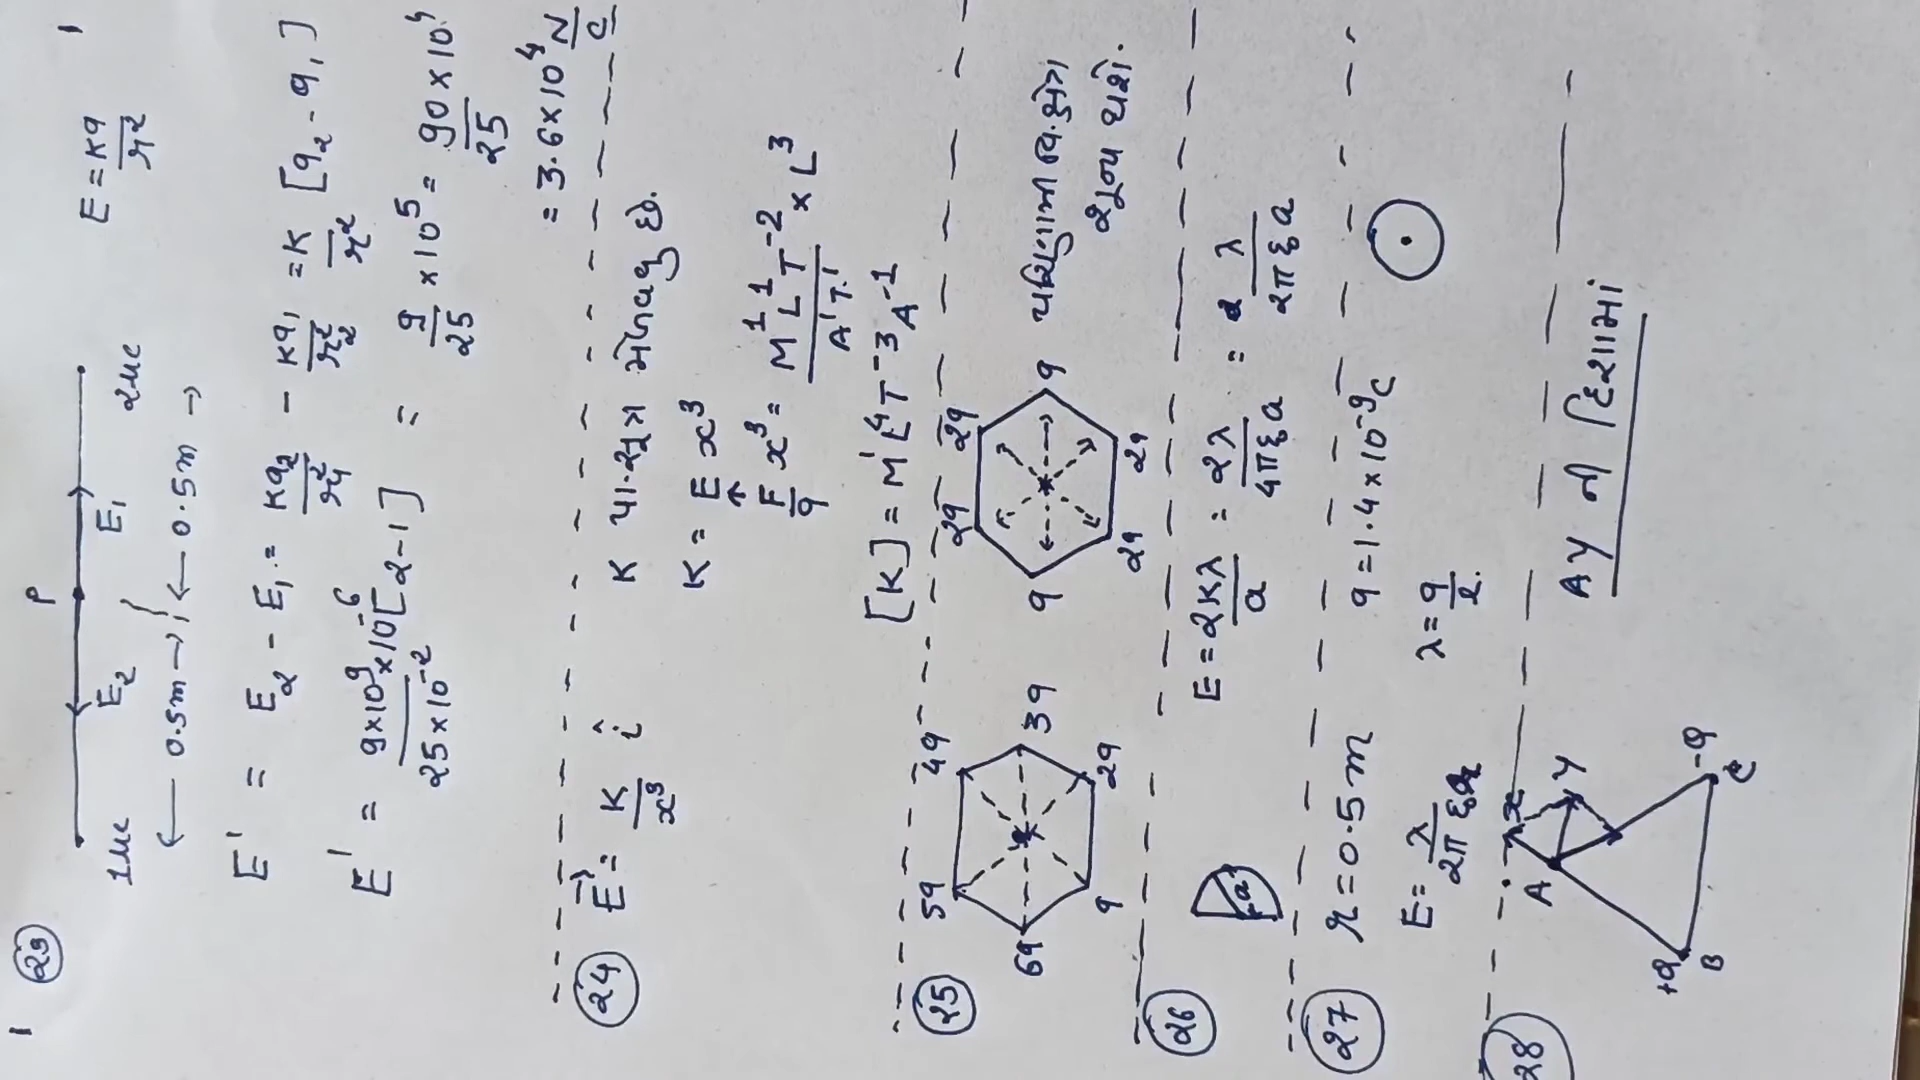 23
P
E₂ E₁
1μc 2μc
← 0.5m → ← 0.5m →
E = kq/r²
E' = E₂ - E₁ = kq₂/r₁² - kq₁/r₂² = k/r² [q₂ - q₁]
E' = 9×10⁹×10⁻⁶/25×10⁻² [2-1] = 9/25 × 10⁵ = 90×10⁴/25
= 3.6×10⁴ N/C
24 E⃗ = K/x³ î K પા.સૂત્ર મેળવવુ છે.
K = E x³
F/q x³ = M¹L¹T⁻²/A¹T¹ × L³
[K] = M¹L⁴T⁻³A⁻¹
25
5q 4q
6q 3q
q 2q
2q 2q
q q
2q 2q
પરિણામી વિ.ક્ષેત્ર
શૂન્ય થશે.
26 a E = 2kλ/a = 2λ/4πε₀a = λ/2πε₀a
27 r = 0.5m q = 1.4×10⁻⁹C
E = λ/2πε₀r λ = q/l.
28
A x y
+Q B -Q C
Ay ની દિશામાં